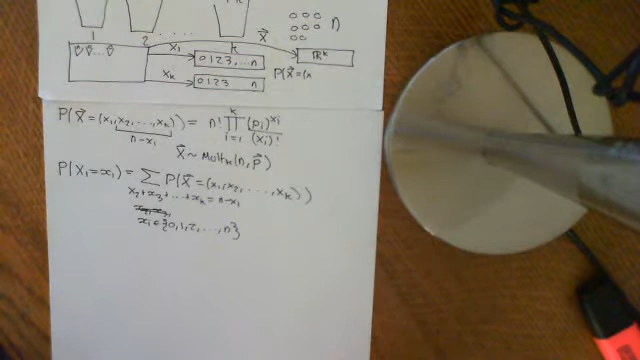 1 2 . . . . . k X⃗ n
X₁ 0 1 2 3 ... n ℝᵏ
Xₖ 0 1 2 3 n P(X⃗=(x
P(X⃗ = (x₁, x₂, ..., xₖ)) = n! ∏ᵢ₌₁ᵏ (pᵢ)^xᵢ / (xᵢ)!
n-x₁
X⃗ ~ Multₖ(n, p⃗)
P(X₁ = x₁) = ∑ P(X⃗ = (x₁, x₂, ..., xₖ))
x₂ + x₃ + ... + xₖ = n - x₁
xᵢ ∈ {0, 1, 2, ..., n}